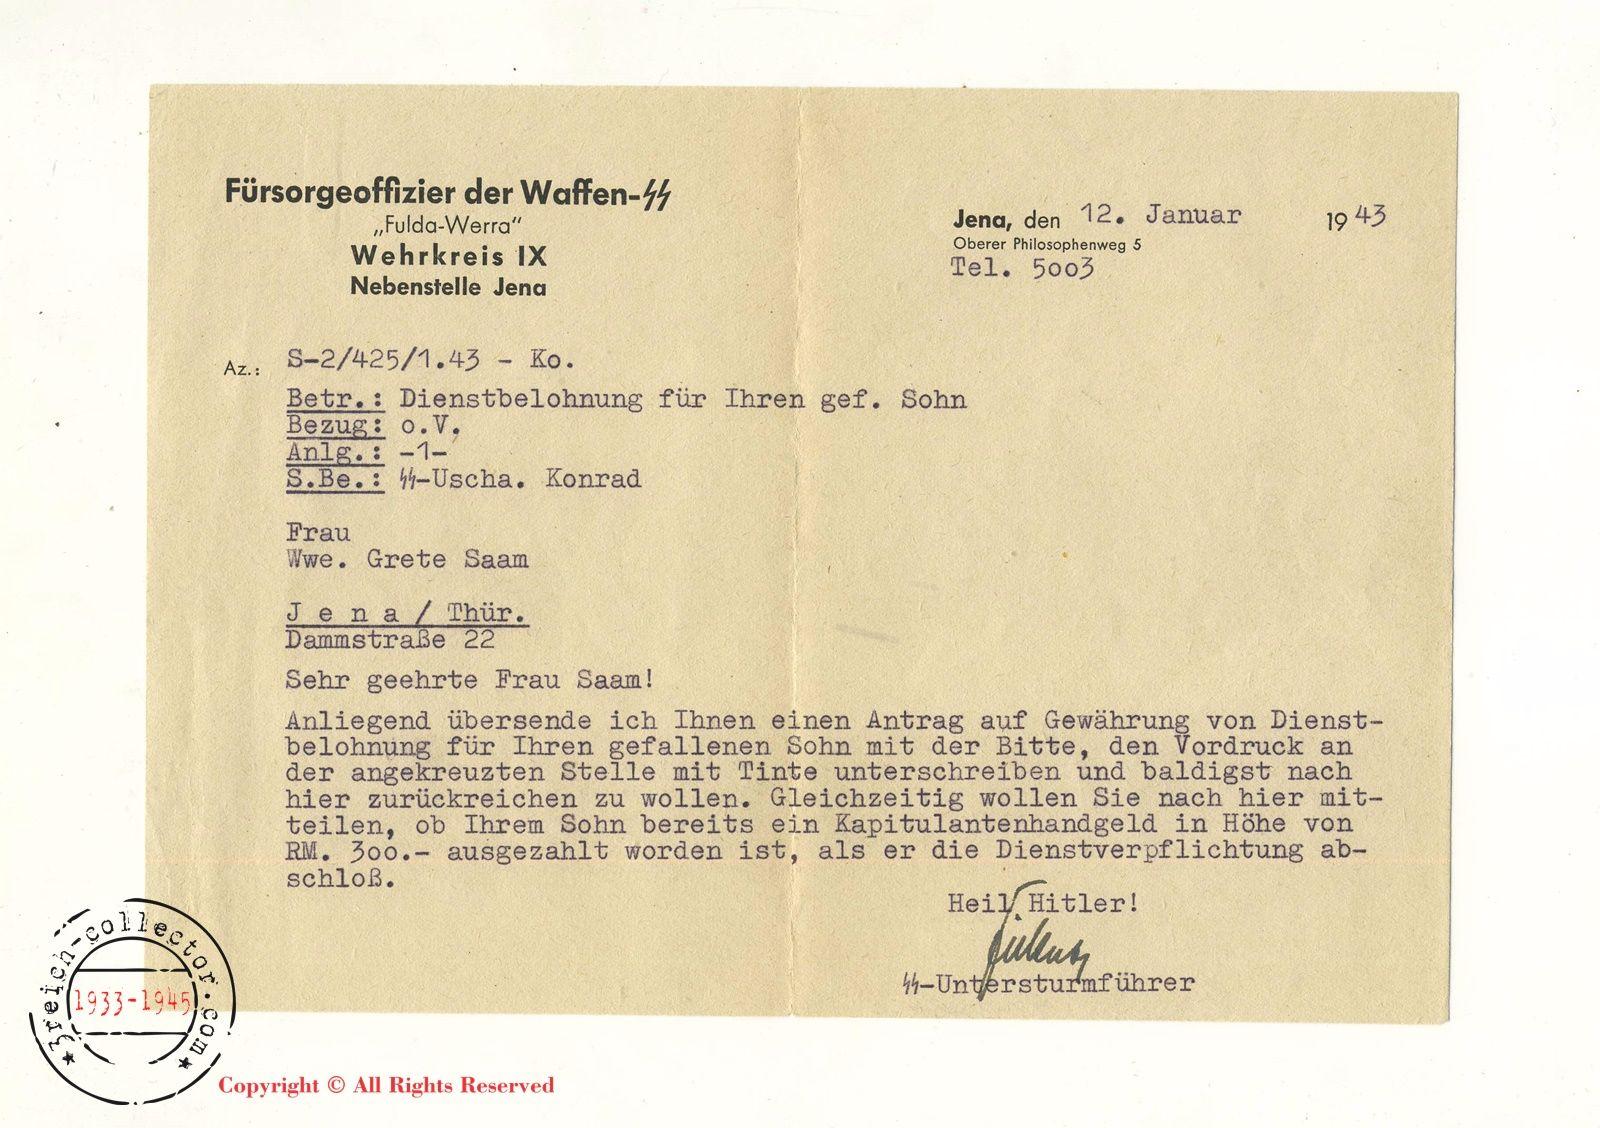 Fürsorgeoffizier der Waffen-ᛋᛋ
„Fulda-Werra“
Wehrkreis IX
Nebenstelle Jena
Jena, den 12. Januar 1943
Oberer Philosophenweg 5
Tel. 5003
Az.: S-2/425/1.43 - Ko.
Betr.: Dienstbelohnung für Ihren gef. Sohn
Bezug: o.V.
Anlg.: -1-
S.Be.: ᛋᛋ-Uscha. Konrad
Frau
Wwe. Grete Saam
J e n a / Thür.
Dammstraße 22
Sehr geehrte Frau Saam!
Anliegend übersende ich Ihnen einen Antrag auf Gewährung von Dienst-
belohnung für Ihren gefallenen Sohn mit der Bitte, den Vordruck an
der angekreuzten Stelle mit Tinte unterschreiben und baldigst nach
hier zurückreichen zu wollen. Gleichzeitig wollen Sie nach hier mit-
teilen, ob Ihrem Sohn bereits ein Kapitulantenhandgeld in Höhe von
RM. 300.- ausgezahlt worden ist, als er die Dienstverpflichtung ab-
schloß.
Heil Hitler!
ᛋᛋ-Untersturmführer
3reich-collector.com
1933-1945
Copyright © All Rights Reserved